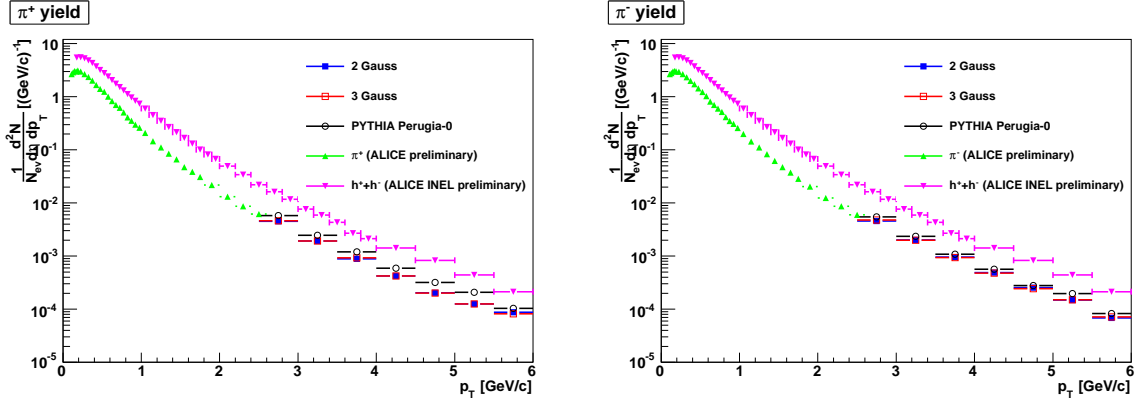 π⁺ yield
1/N_ev d²N/dηdp_T [(GeV/c)⁻¹]
10
1
10⁻¹
10⁻²
10⁻³
10⁻⁴
10⁻⁵
2 Gauss
3 Gauss
PYTHIA Perugia-0
π⁺ (ALICE preliminary)
h⁺+h⁻ (ALICE INEL preliminary)
0 1 2 3 4 5 6
p_T [GeV/c]
π⁻ yield
1/N_ev d²N/dηdp_T [(GeV/c)⁻¹]
10
1
10⁻¹
10⁻²
10⁻³
10⁻⁴
10⁻⁵
2 Gauss
3 Gauss
PYTHIA Perugia-0
π⁻ (ALICE preliminary)
h⁺+h⁻ (ALICE INEL preliminary)
0 1 2 3 4 5 6
p_T [GeV/c]